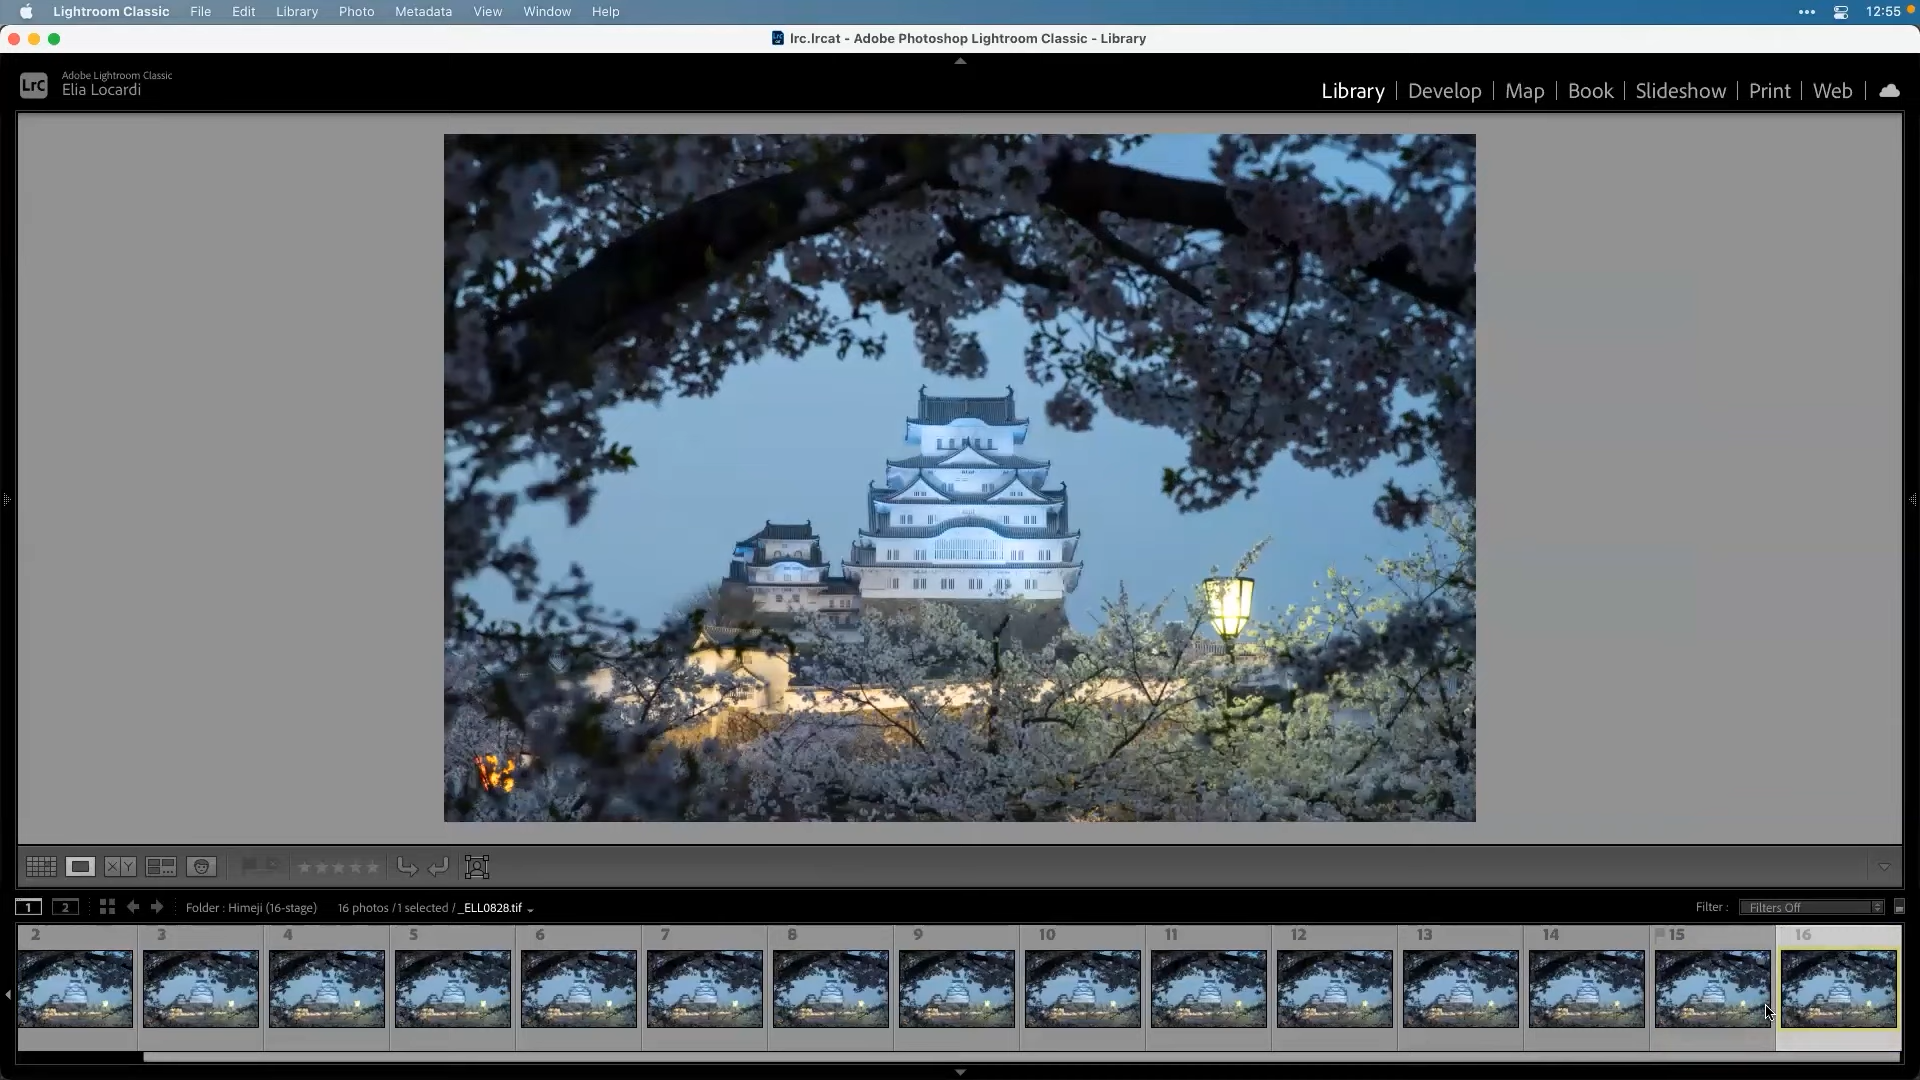 Lightroom Classic File Edit Library Photo Metadata View Window Help 12:55
LrC lrc.lrcat - Adobe Photoshop Lightroom Classic - Library
LrC Adobe Lightroom Classic
Elia Locardi
Library | Develop | Map | Book | Slideshow | Print | Web
X Y
1 2 Folder : Himeji (16-stage) 16 photos / 1 selected / _ELL0828.tif Filter : Filters Off
2 3 4 5 6 7 8 9 10 11 12 13 14 15 16